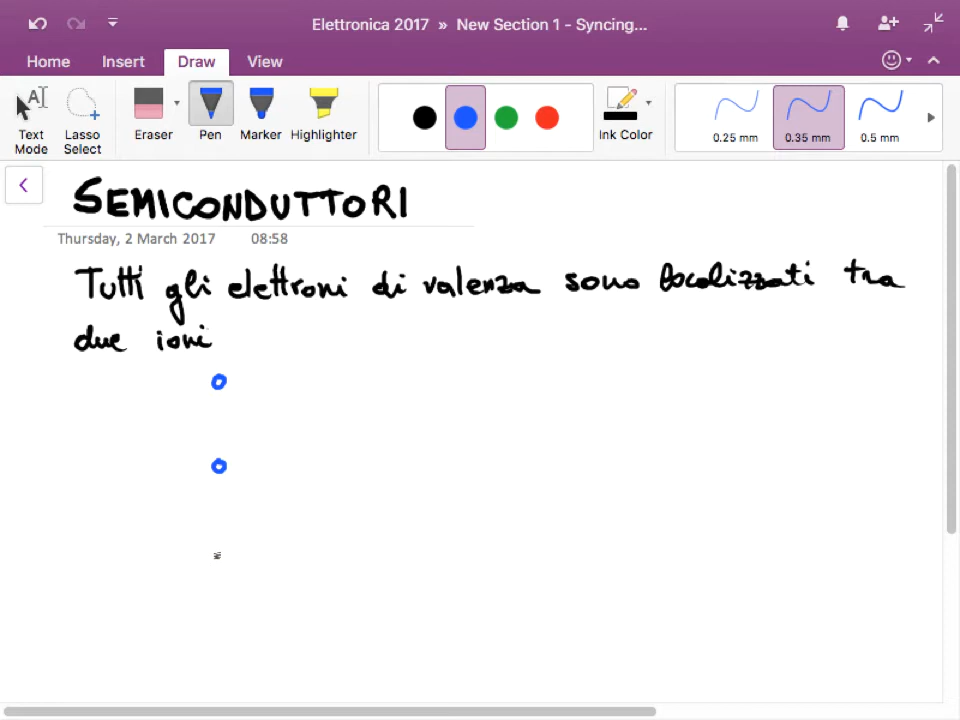 Elettronica 2017 » New Section 1 - Syncing...
Home Insert Draw View
Text Mode
Lasso Select
Eraser
Pen
Marker
Highlighter
Ink Color
0.25 mm
0.35 mm
0.5 mm
SEMICONDUTTORI
Thursday, 2 March 2017 08:58
Tutti gli elettroni di valenza sono localizzati tra
due ioni